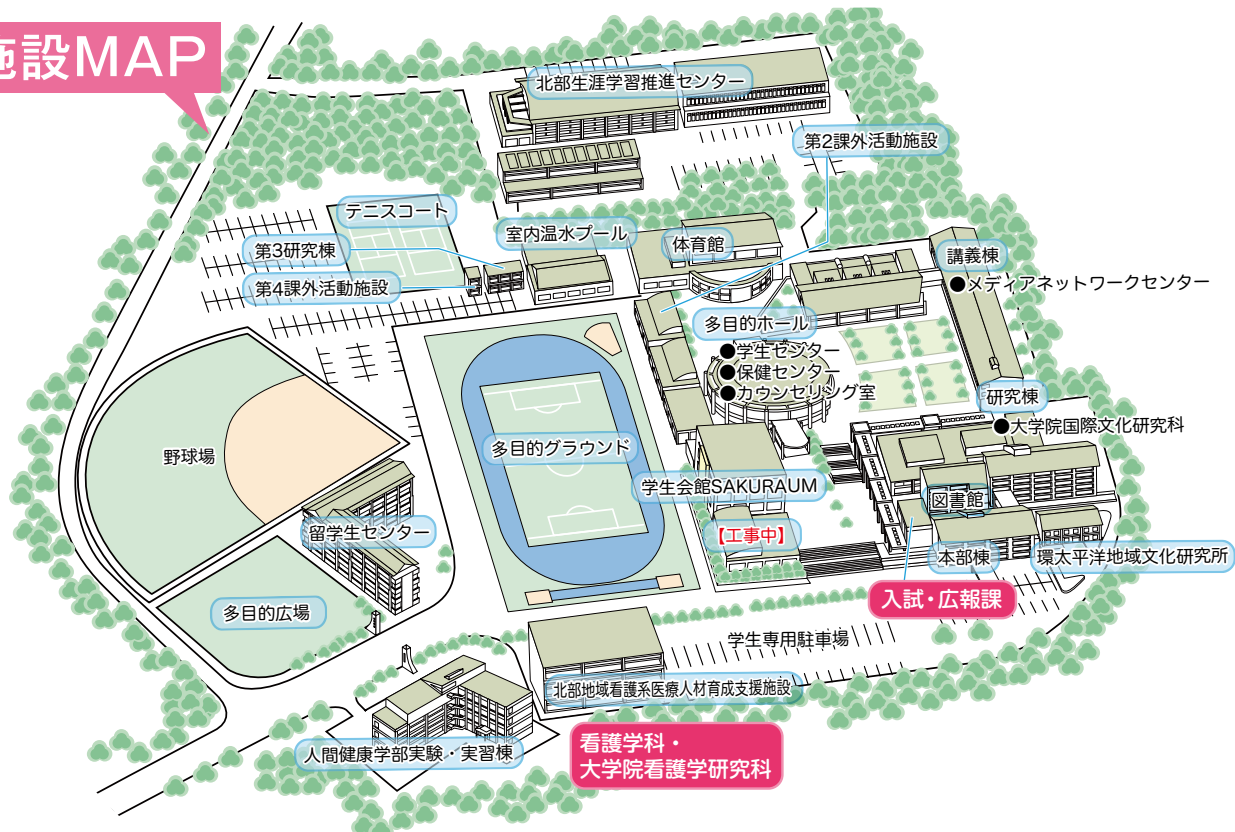 施設MAP
北部生涯学習推進センター
第2課外活動施設
テニスコート
室内温水プール
体育館
第3研究棟
講義棟
第4課外活動施設
●メディアネットワークセンター
多目的ホール
●学生センター
●保健センター
●カウンセリング室
研究棟
●大学院国際文化研究科
野球場
多目的グラウンド
学生会館SAKURAUM
図書館
留学生センター
【工事中】
本部棟
環太平洋地域文化研究所
入試・広報課
多目的広場
学生専用駐車場
北部地域看護系医療人材育成支援施設
人間健康学部実験・実習棟
看護学科・
大学院看護学研究科